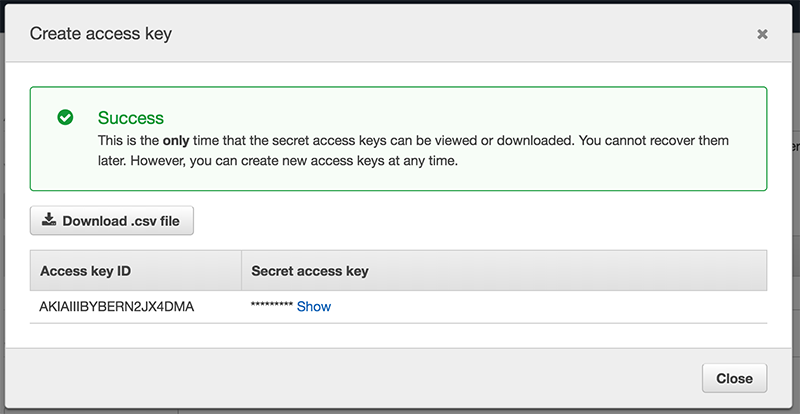 Create access key
Success
This is the only time that the secret access keys can be viewed or downloaded. You cannot recover them
later. However, you can create new access keys at any time.
Download .csv file
Access key ID Secret access key
AKIAIIIBYBERN2JX4DMA ********* Show
Close